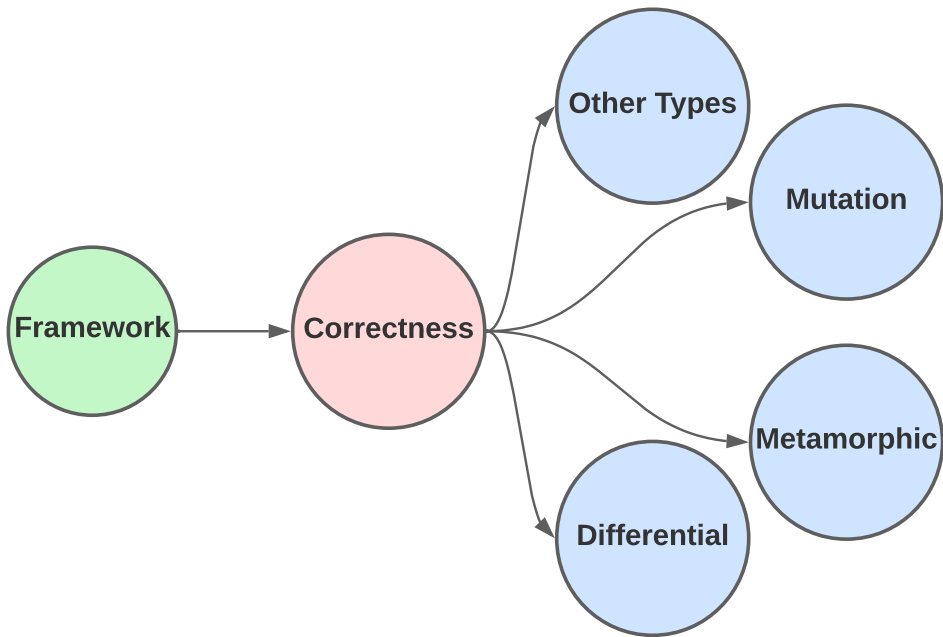 Framework
Correctness
Other Types
Mutation
Metamorphic
Differential